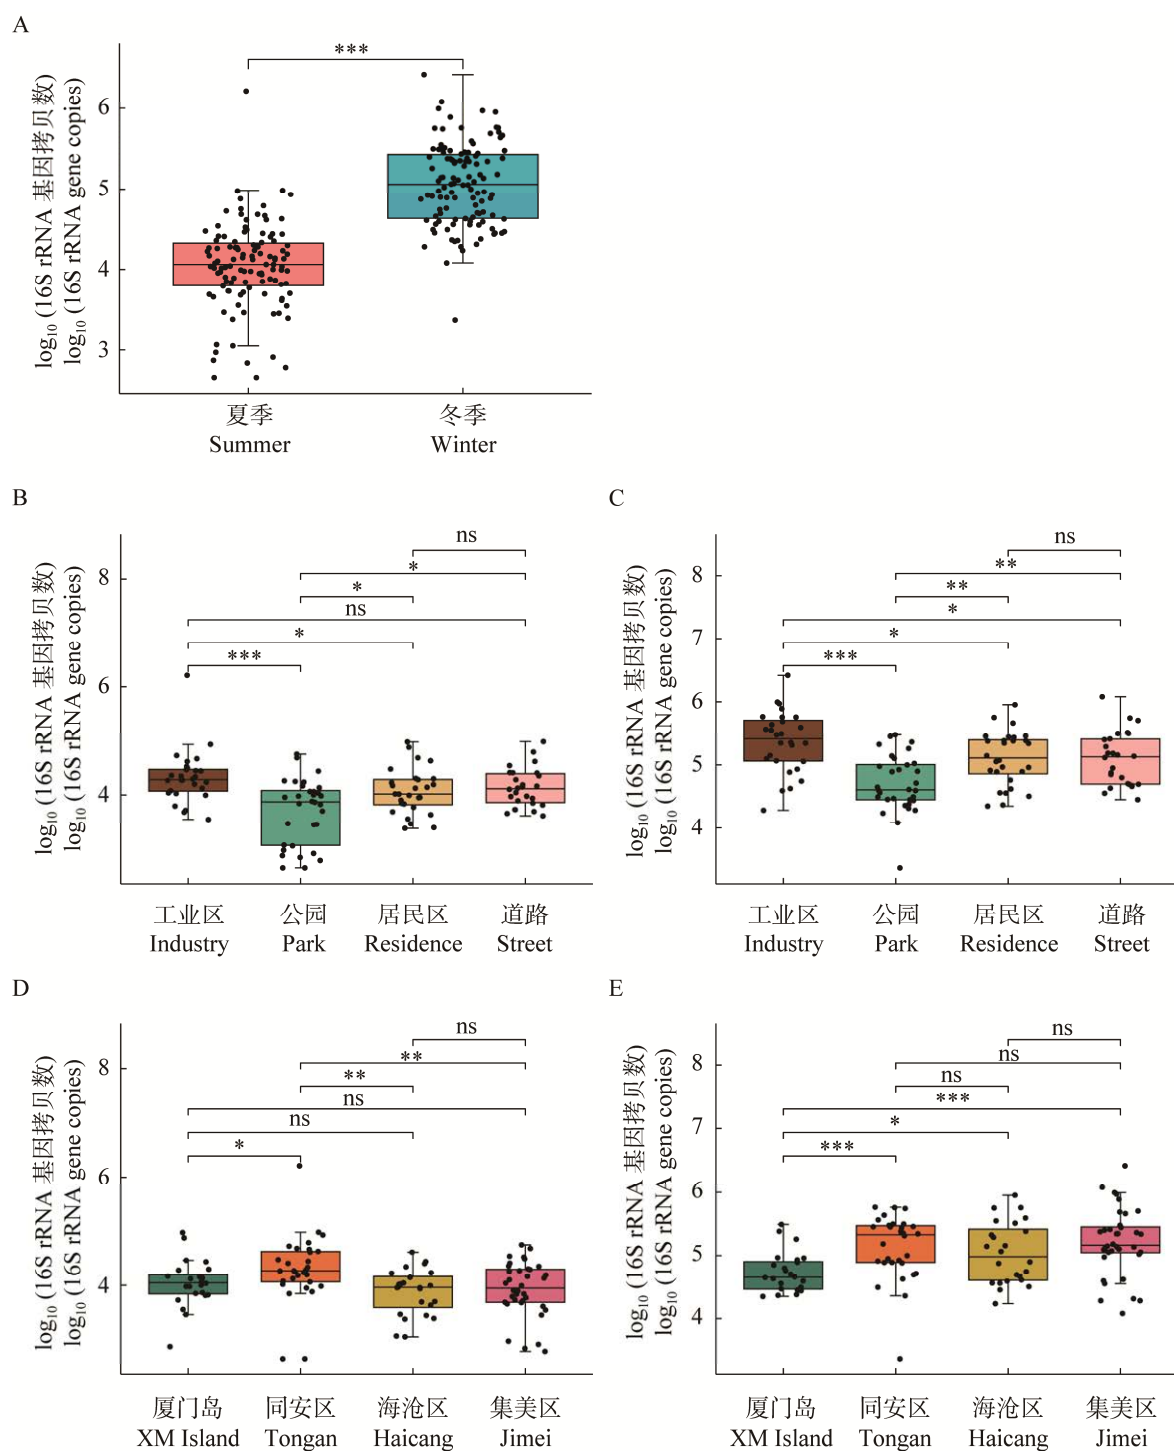 A
***
log10 (16S rRNA 基因拷贝数)
log10 (16S rRNA gene copies)
6
5
4
3
夏季
Summer
冬季
Winter
B
log10 (16S rRNA 基因拷贝数)
log10 (16S rRNA gene copies)
8
6
4
ns
*
*
ns
*
***
工业区
Industry
公园
Park
居民区
Residence
道路
Street
C
log10 (16S rRNA 基因拷贝数)
log10 (16S rRNA gene copies)
8
7
6
5
4
ns
**
**
*
*
***
工业区
Industry
公园
Park
居民区
Residence
道路
Street
D
log10 (16S rRNA 基因拷贝数)
log10 (16S rRNA gene copies)
8
6
4
ns
**
**
ns
ns
*
厦门岛
XM Island
同安区
Tongan
海沧区
Haicang
集美区
Jimei
E
log10 (16S rRNA 基因拷贝数)
log10 (16S rRNA gene copies)
8
7
6
5
4
ns
ns
ns
***
*
***
厦门岛
XM Island
同安区
Tongan
海沧区
Haicang
集美区
Jimei